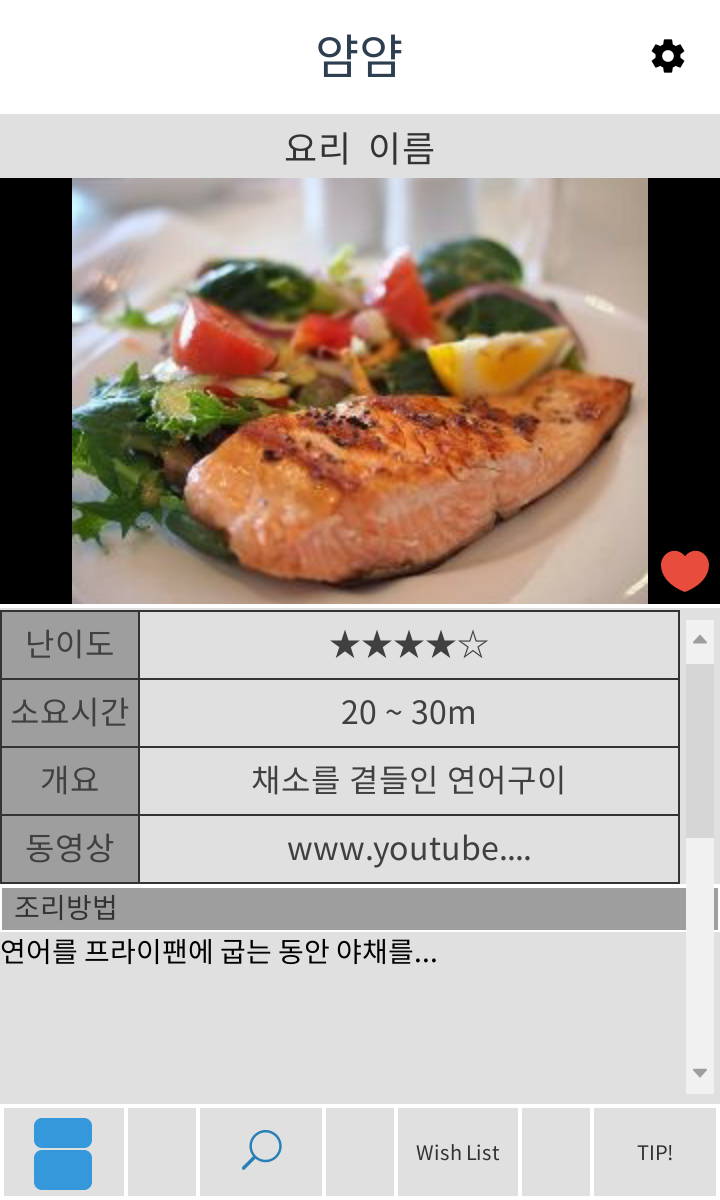 얌얌
요리 이름
난이도 ★★★★☆
소요시간 20 ~ 30m
개요 채소를 곁들인 연어구이
동영상 www.youtube....
조리방법
연어를 프라이팬에 굽는 동안 야채를...
Wish List TIP!